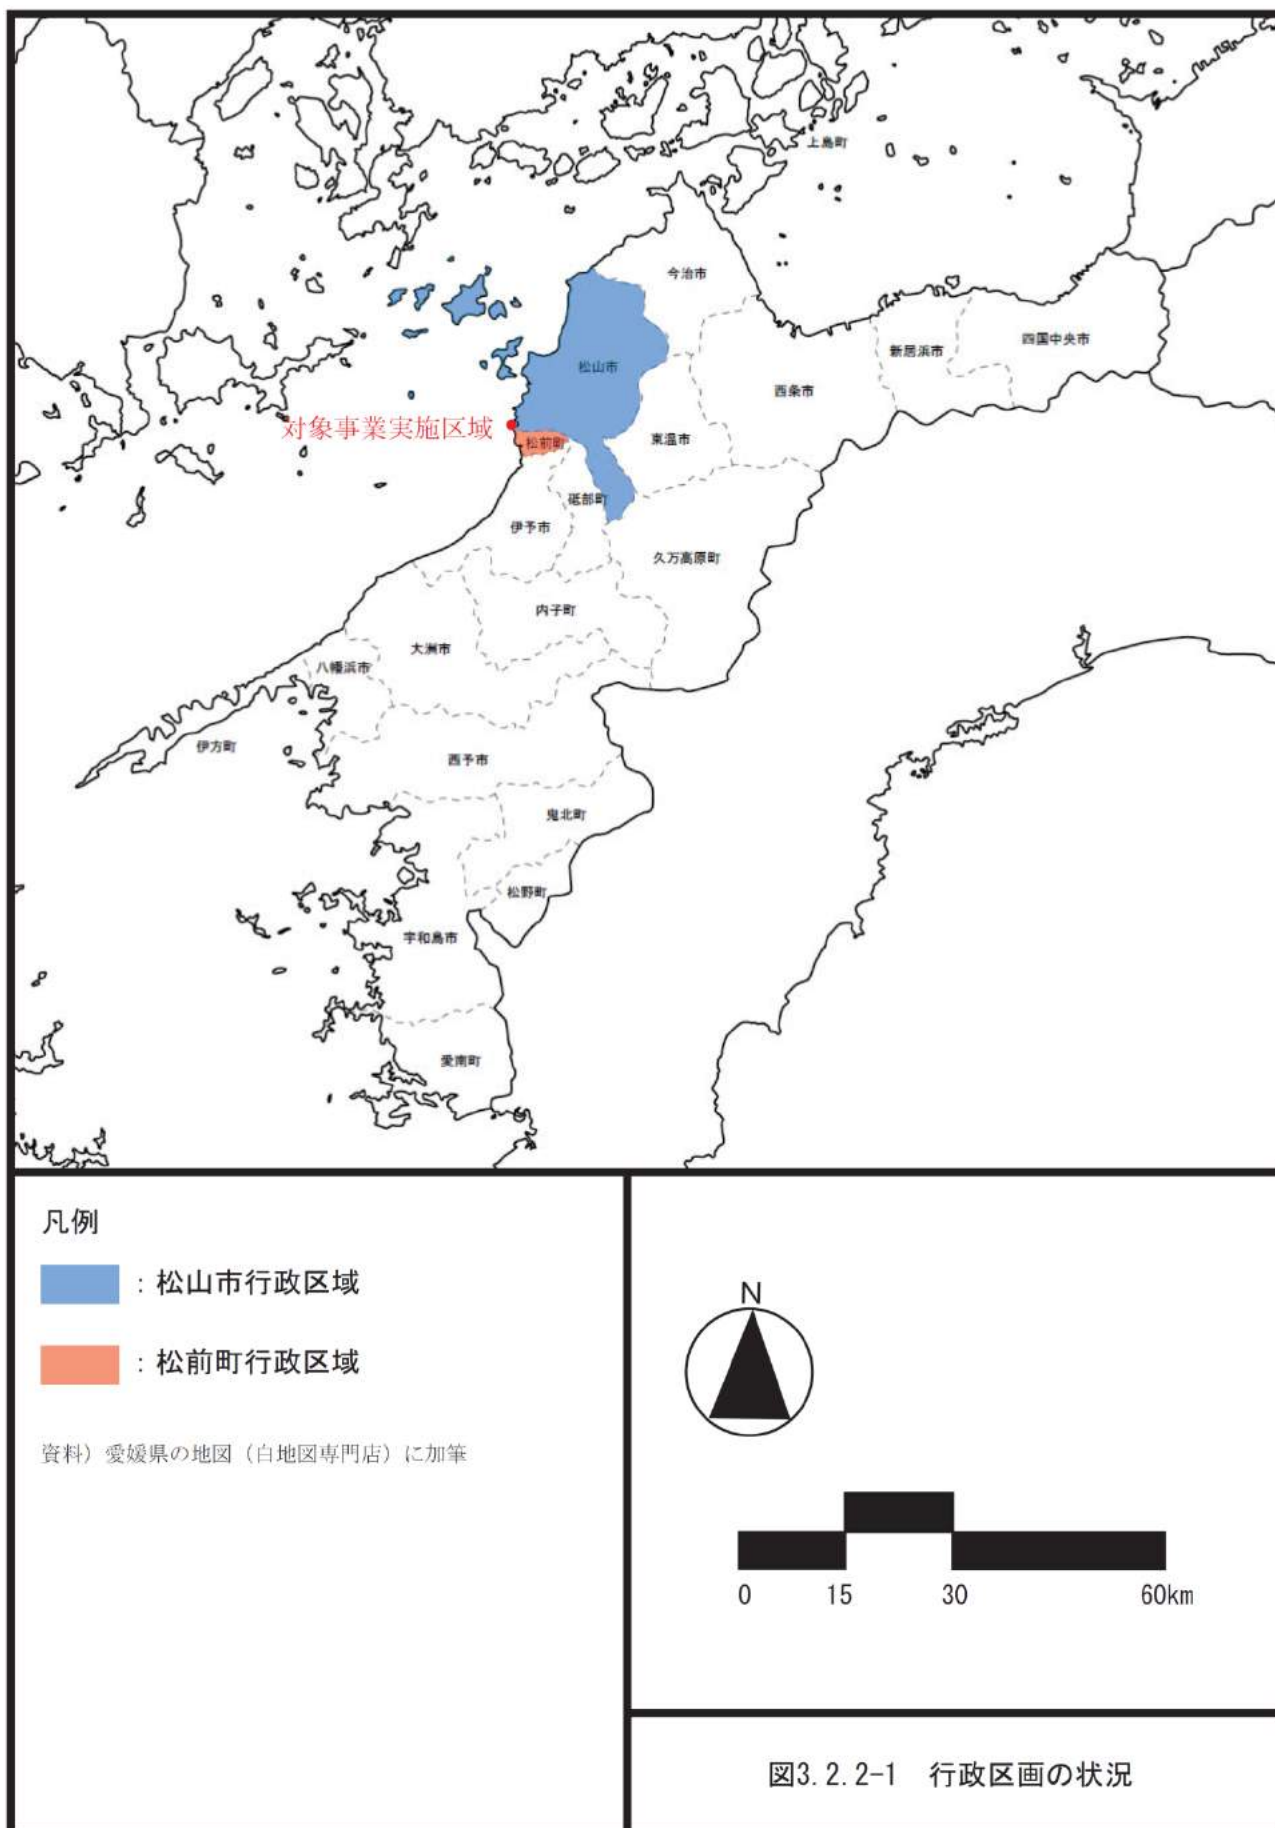 上島町
今治市
四国中央市
新居浜市
松山市
西条市
対象事業実施区域
東温市
松前町
砥部町
伊予市
久万高原町
内子町
大洲市
八幡浜市
伊方町
西予市
鬼北町
松野町
宇和島市
愛南町
凡例
：松山市行政区域
：松前町行政区域
資料）愛媛県の地図（白地図専門店）に加筆
N
0 15 30 60km
図3.2.2-1 行政区画の状況